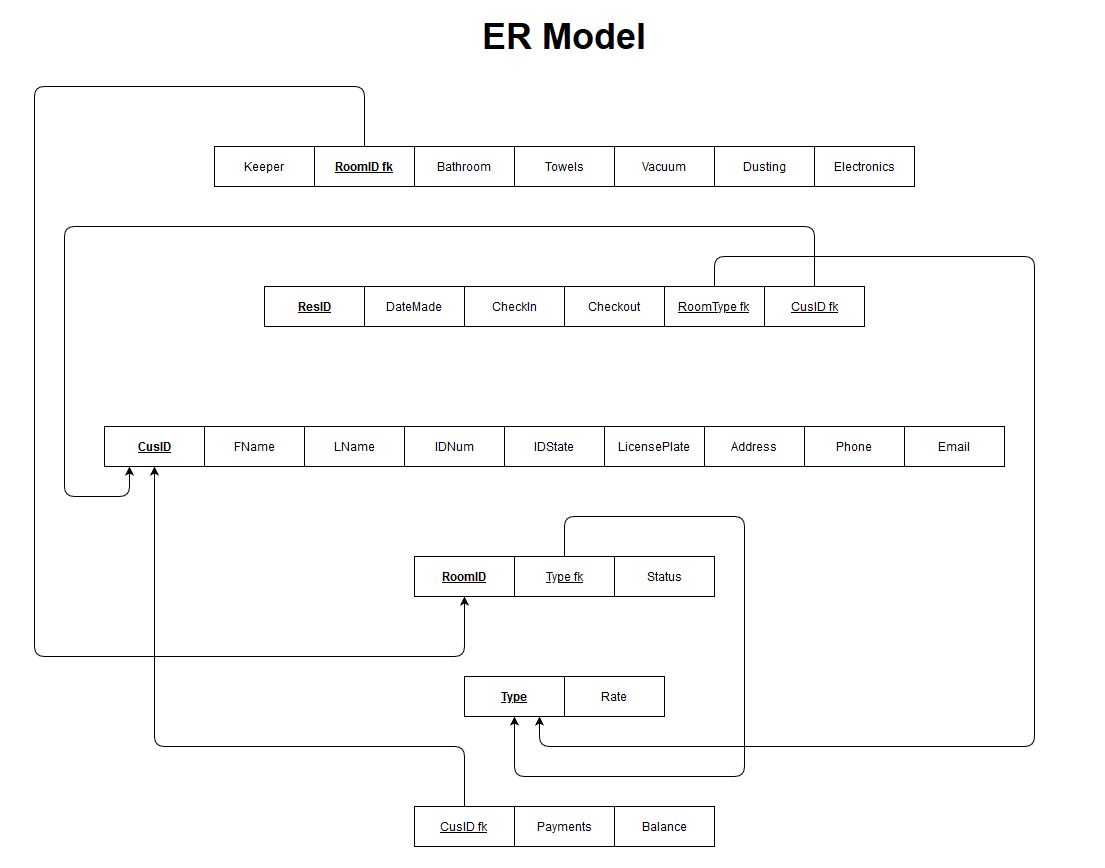 ER Model
Keeper RoomID fk Bathroom Towels Vacuum Dusting Electronics
ResID DateMade CheckIn Checkout RoomType fk CusID fk
CusID FName LName IDNum IDState LicensePlate Address Phone Email
RoomID Type fk Status
Type Rate
CusID fk Payments Balance